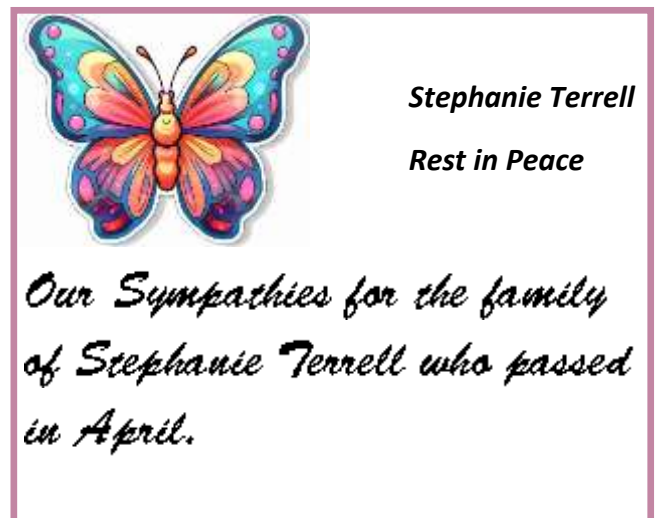 Stephanie Terrell
Rest in Peace
Our Sympathies for the family
of Stephanie Terrell who passed
in April.